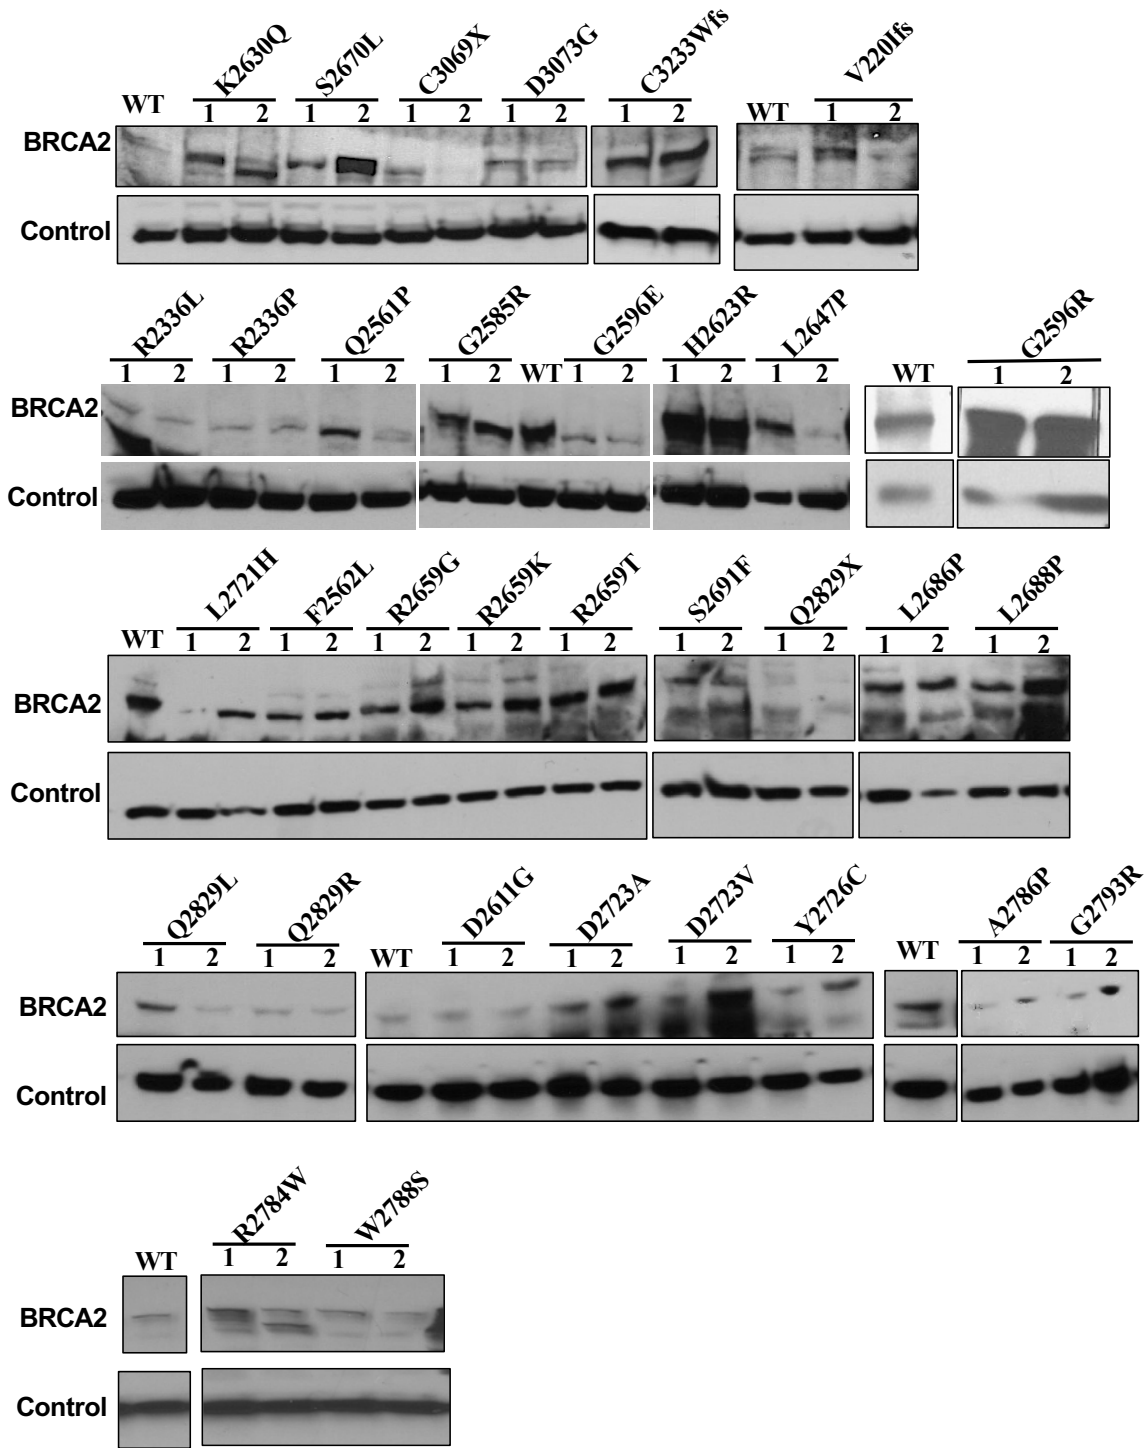 K2630Q S2670L C3069X D3073G C3233Wfs V220Ifs
WT 1 2 1 2 1 2 1 2 1 2 WT 1 2
BRCA2
Control
R2336L R2336P Q2561P G2585R G2596E H2623R L2647P G2596R
1 2 1 2 1 2 1 2 WT 1 2 1 2 1 2 WT 1 2
BRCA2
Control
L2721H F2562L R2659G R2659K R2659T S2691F Q2829X L2686P L2688P
WT 1 2 1 2 1 2 1 2 1 2 1 2 1 2 1 2 1 2
BRCA2
Control
Q2829L Q2829R D2611G D2723A D2723V Y2726C A2786P G2793R
1 2 1 2 WT 1 2 1 2 1 2 1 2 WT 1 2 1 2
BRCA2
Control
R2784W W2788S
WT 1 2 1 2
BRCA2
Control